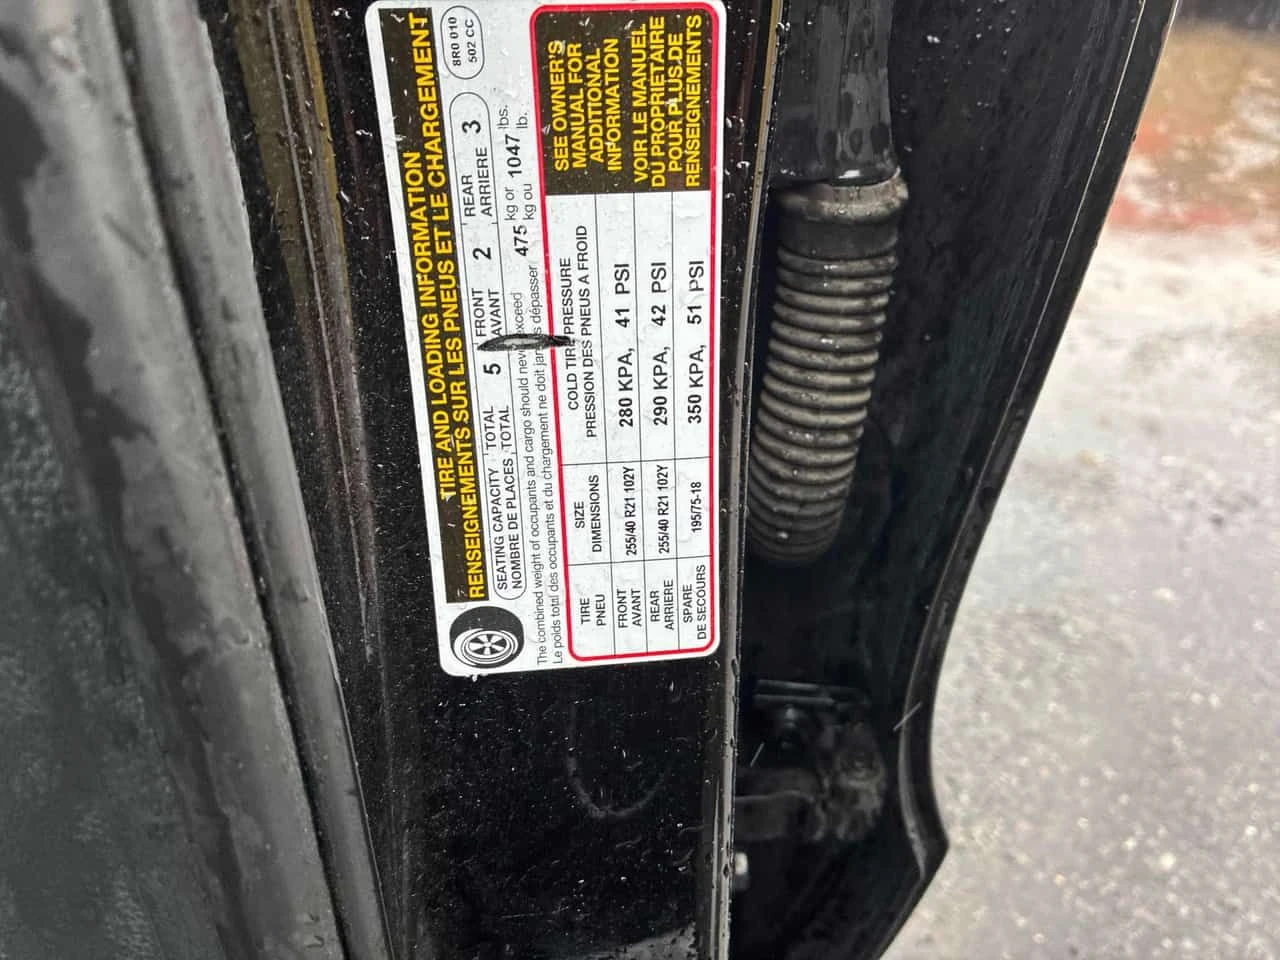 TIRE AND LOADING INFORMATION
RENSEIGNEMENTS SUR LES PNEUS ET LE CHARGEMENT
8R0 010
502 CC
SEATING CAPACITY TOTAL 5 FRONT 2 REAR 3
NOMBRE DE PLACES TOTAL AVANT ARRIERE
The combined weight of occupants and cargo should never exceed 475 kg or 1047 lbs.
Le poids total des occupants et du chargement ne doit jamais dépasser kg ou lb.
TIRE SIZE COLD TIRE PRESSURE
PNEU DIMENSIONS PRESSION DES PNEUS A FROID
FRONT
AVANT 255/40 R21 102Y 280 KPA, 41 PSI
REAR
ARRIERE 255/40 R21 102Y 290 KPA, 42 PSI
SPARE
DE SECOURS 195/75-18 350 KPA, 51 PSI
SEE OWNER'S
MANUAL FOR
ADDITIONAL
INFORMATION
VOIR LE MANUEL
DU PROPRIETAIRE
POUR PLUS DE
RENSEIGNEMENTS